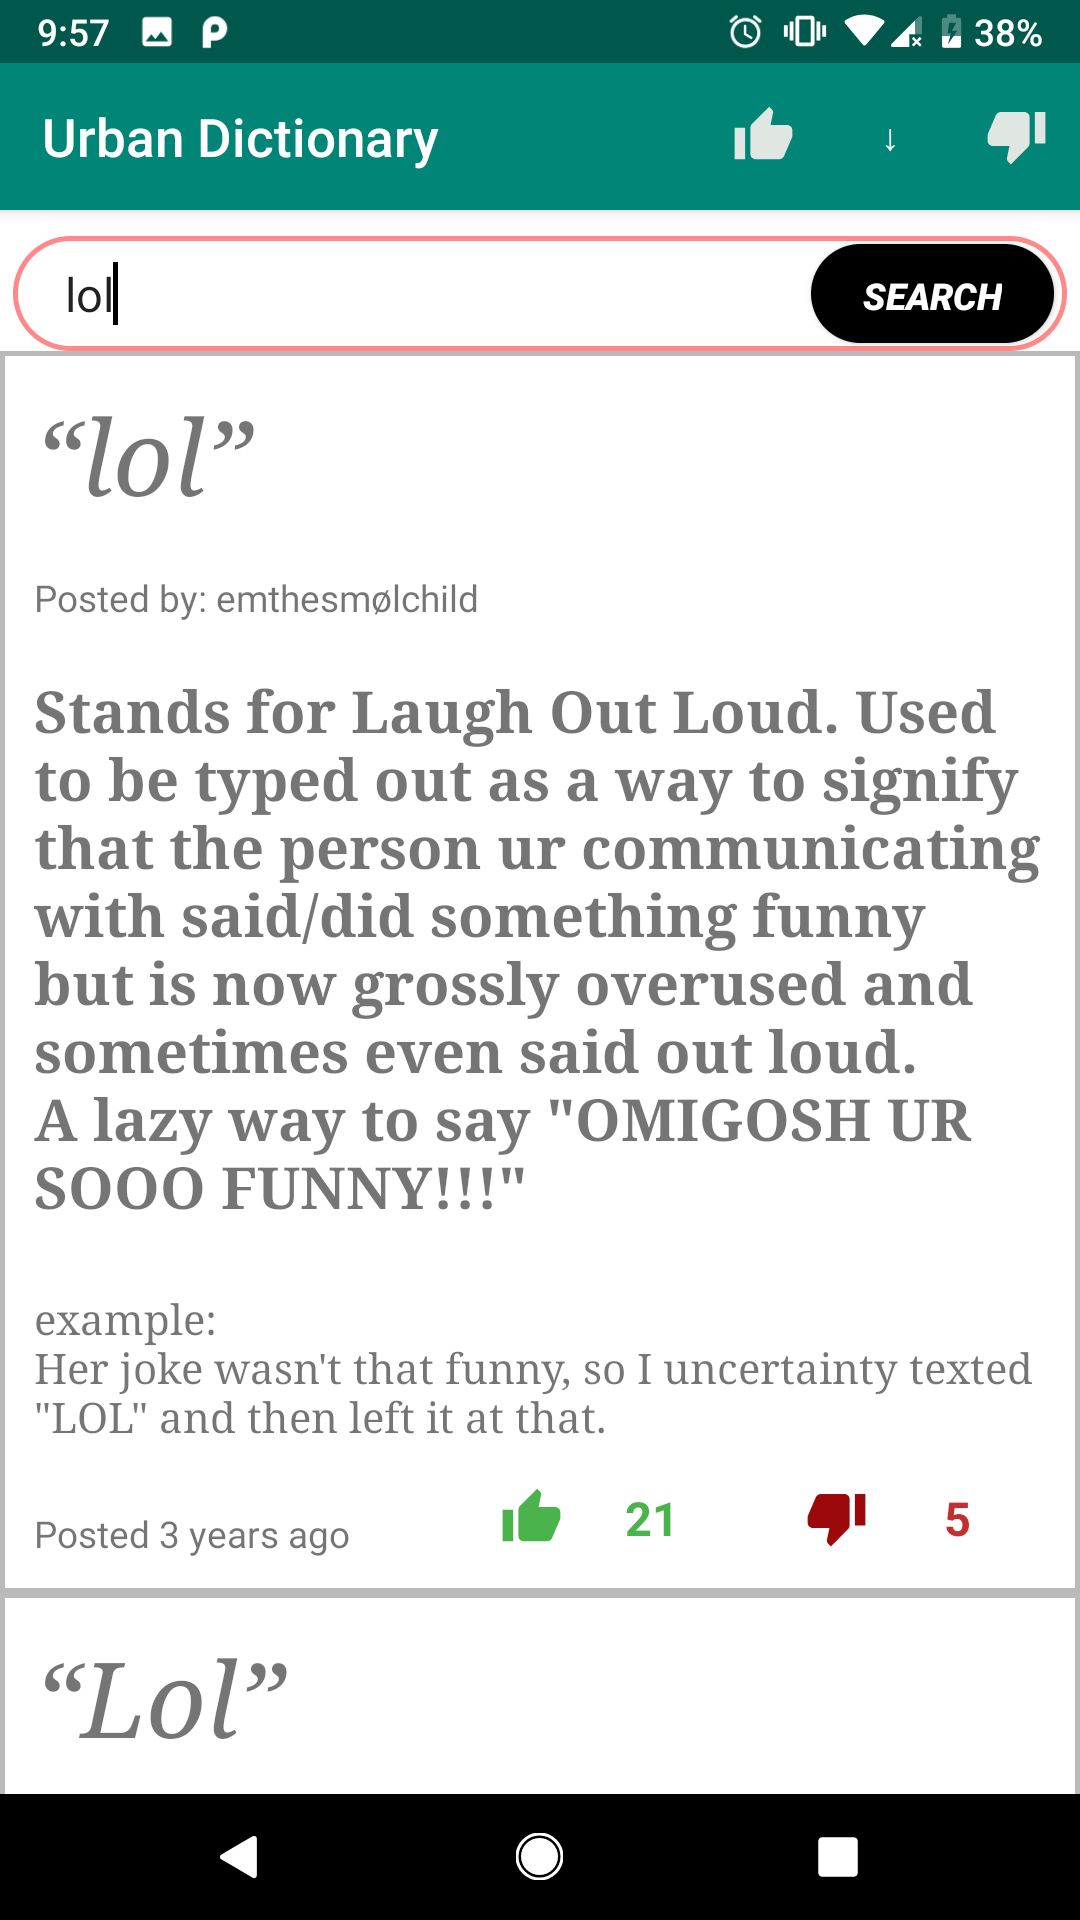 9:57
38%
Urban Dictionary
↓
lol
SEARCH
“lol”
Posted by: emthesmølchild
Stands for Laugh Out Loud. Used
to be typed out as a way to signify
that the person ur communicating
with said/did something funny
but is now grossly overused and
sometimes even said out loud.
A lazy way to say "OMIGOSH UR
SOOO FUNNY!!!"
example:
Her joke wasn't that funny, so I uncertainty texted
"LOL" and then left it at that.
Posted 3 years ago
21
5
“Lol”